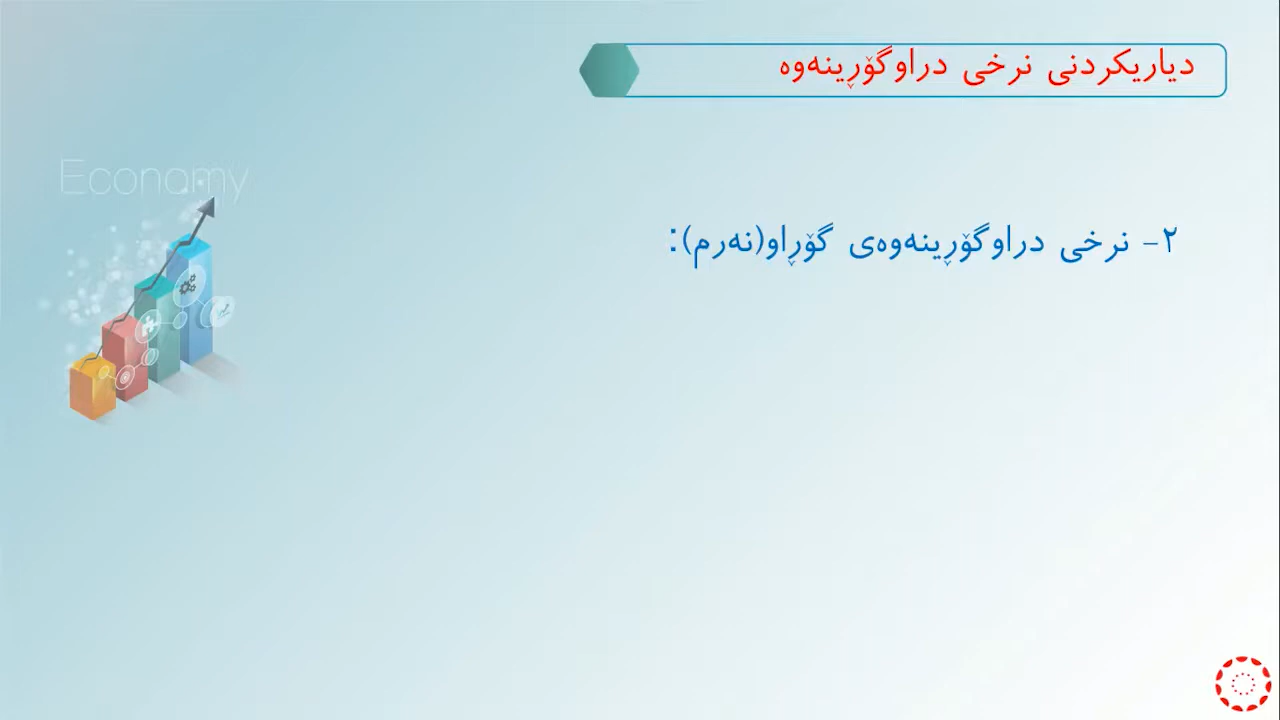 دیاریکردنی نرخی دراوگۆڕینەوە
Economy
٢- نرخی دراوگۆڕینەوەی گۆڕاو(نەرم):